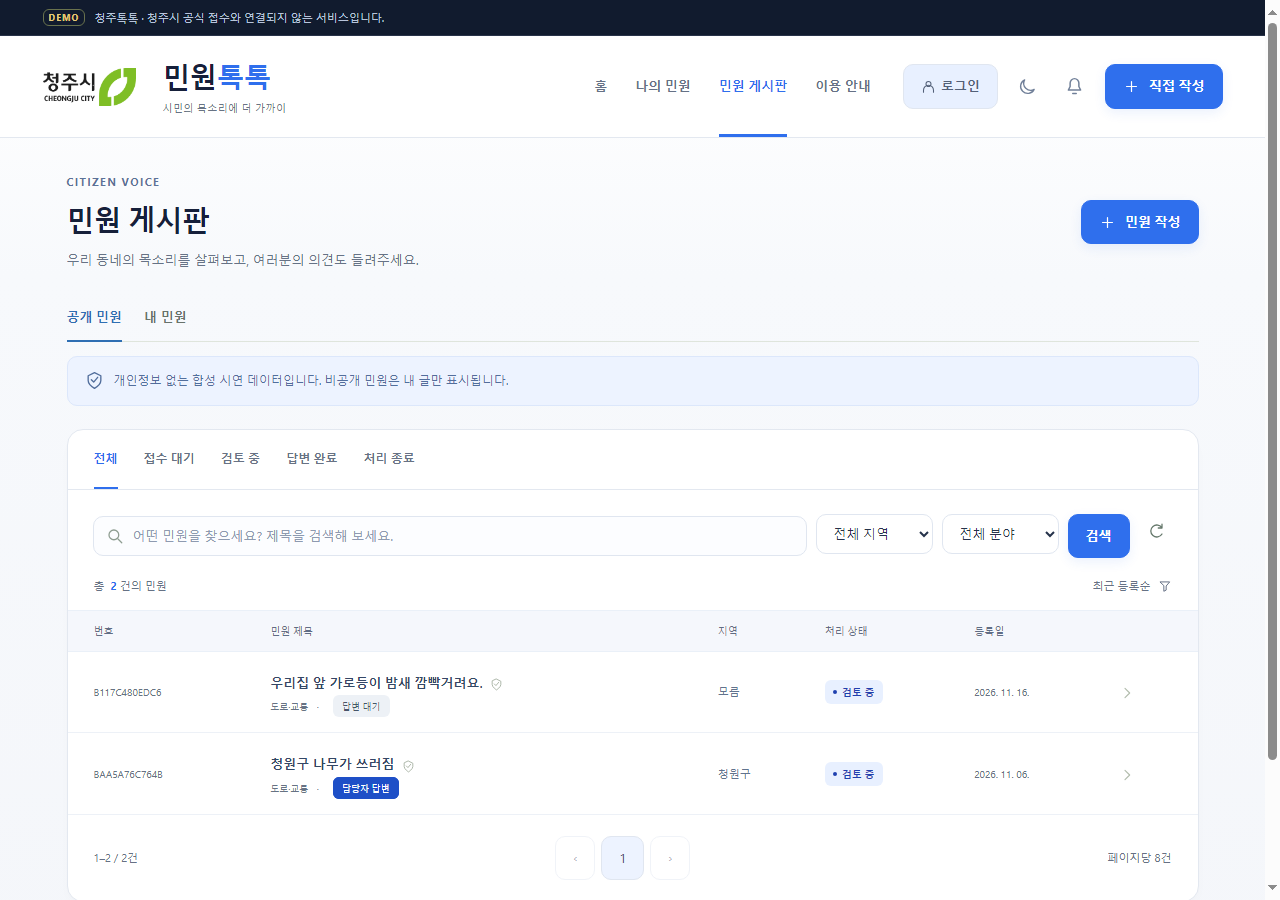 DEMO 청주톡톡 · 청주시 공식 접수와 연결되지 않는 서비스입니다.
청주시
CHEONGJU CITY
민원톡톡
시민의 목소리에 더 가까이
홈 나의 민원 민원 게시판 이용 안내 로그인 직접 작성
CITIZEN VOICE
민원 게시판
우리 동네의 목소리를 살펴보고, 여러분의 의견도 들려주세요.
민원 작성
공개 민원 내 민원
개인정보 없는 합성 시연 데이터입니다. 비공개 민원은 내 글만 표시됩니다.
전체 접수 대기 검토 중 답변 완료 처리 종료
어떤 민원을 찾으세요? 제목을 검색해 보세요. 전체 지역 전체 분야 검색
총 2 건의 민원 최근 등록순
번호 민원 제목 지역 처리 상태 등록일
B117C480EDC6 우리집 앞 가로등이 밤새 깜빡거려요. 모름 검토 중 2026. 11. 16.
도로·교통 · 답변 대기
BAA5A76C764B 청원구 나무가 쓰러짐 청원구 검토 중 2026. 11. 06.
도로·교통 · 담당자 답변
1–2 / 2건 ‹ 1 › 페이지당 8건